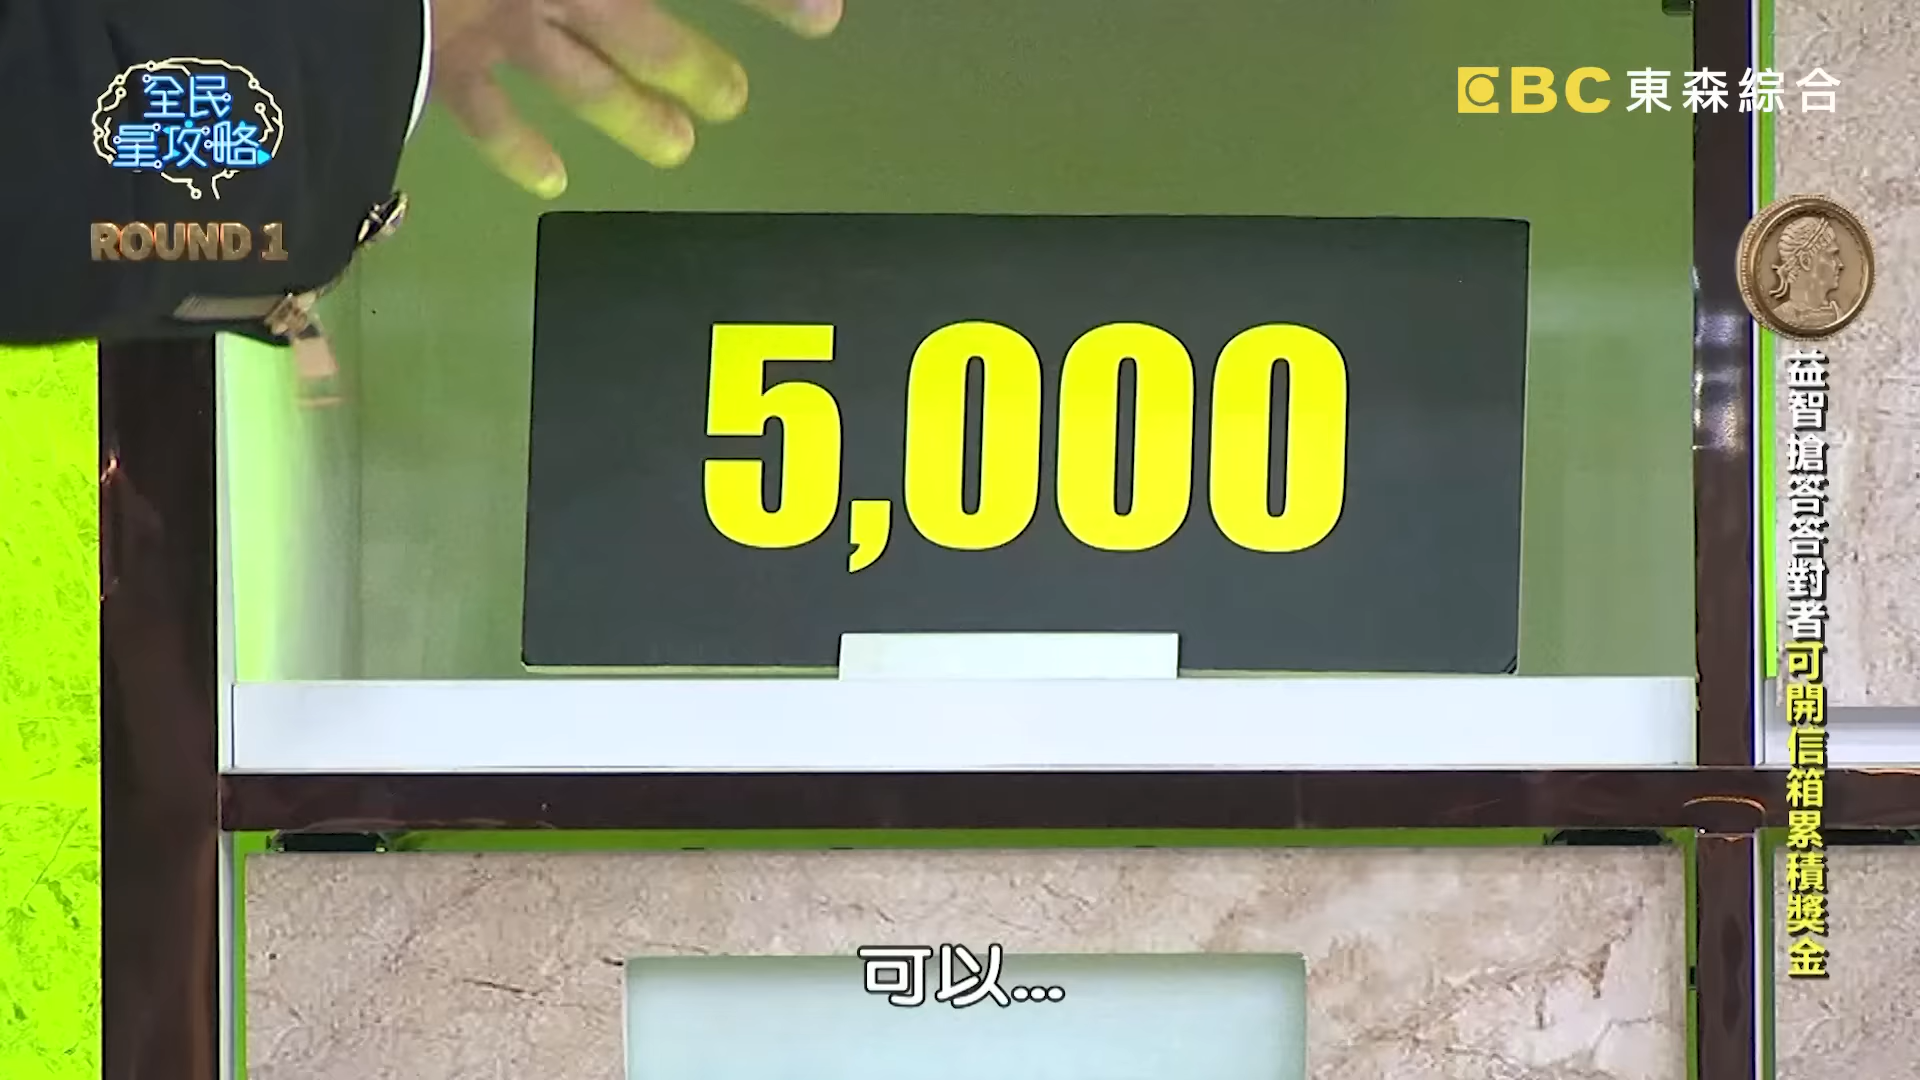 全民
星攻略
ROUND 1
EBC 東森綜合
5,000
益智搶答答對者可開信箱累積獎金
可以...